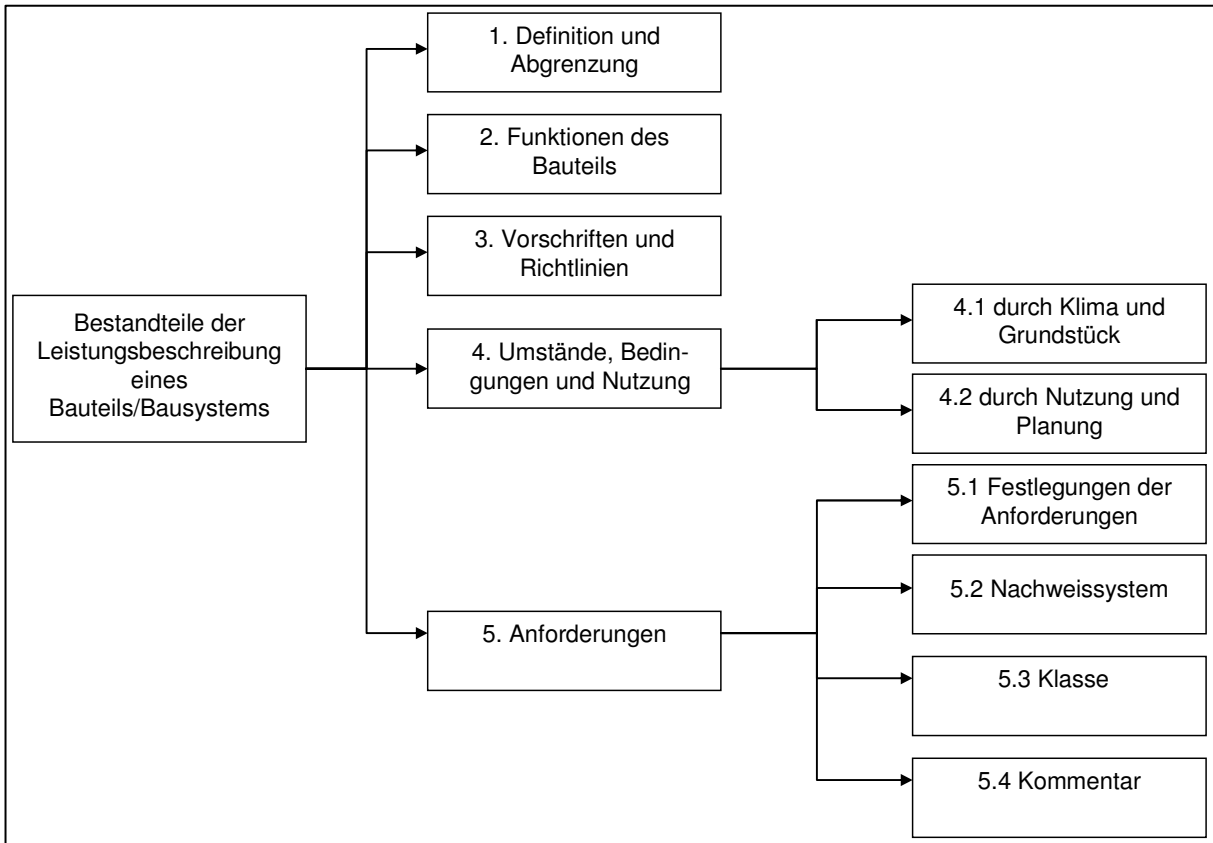 Bestandteile der
Leistungsbeschreibung
eines
Bauteils/Bausystems
1. Definition und
Abgrenzung
2. Funktionen des
Bauteils
3. Vorschriften und
Richtlinien
4. Umstände, Bedin-
gungen und Nutzung
4.1 durch Klima und
Grundstück
4.2 durch Nutzung und
Planung
5. Anforderungen
5.1 Festlegungen der
Anforderungen
5.2 Nachweissystem
5.3 Klasse
5.4 Kommentar